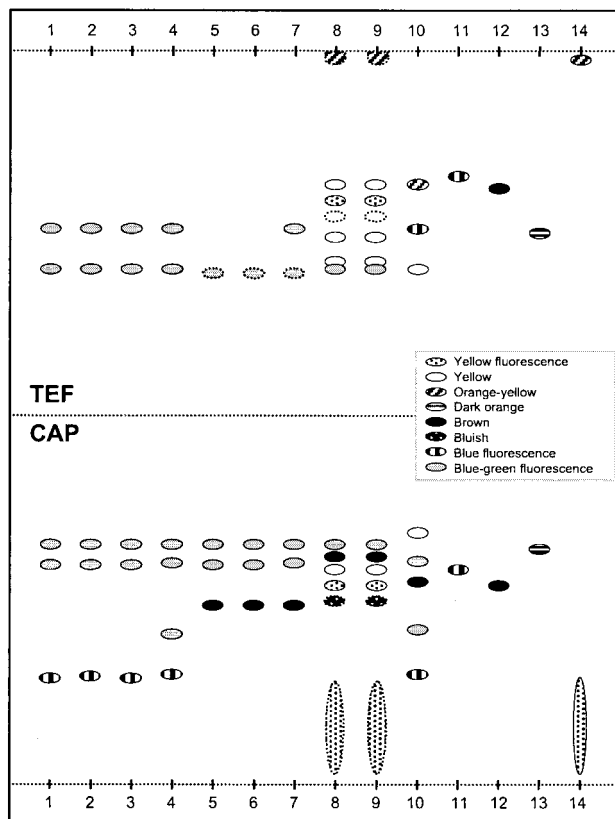 1 2 3 4 5 6 7 8 9 10 11 12 13 14
Yellow fluorescence
Yellow
Orange-yellow
Dark orange
Brown
Bluish
Blue fluorescence
Blue-green fluorescence
TEF
CAP
1 2 3 4 5 6 7 8 9 10 11 12 13 14